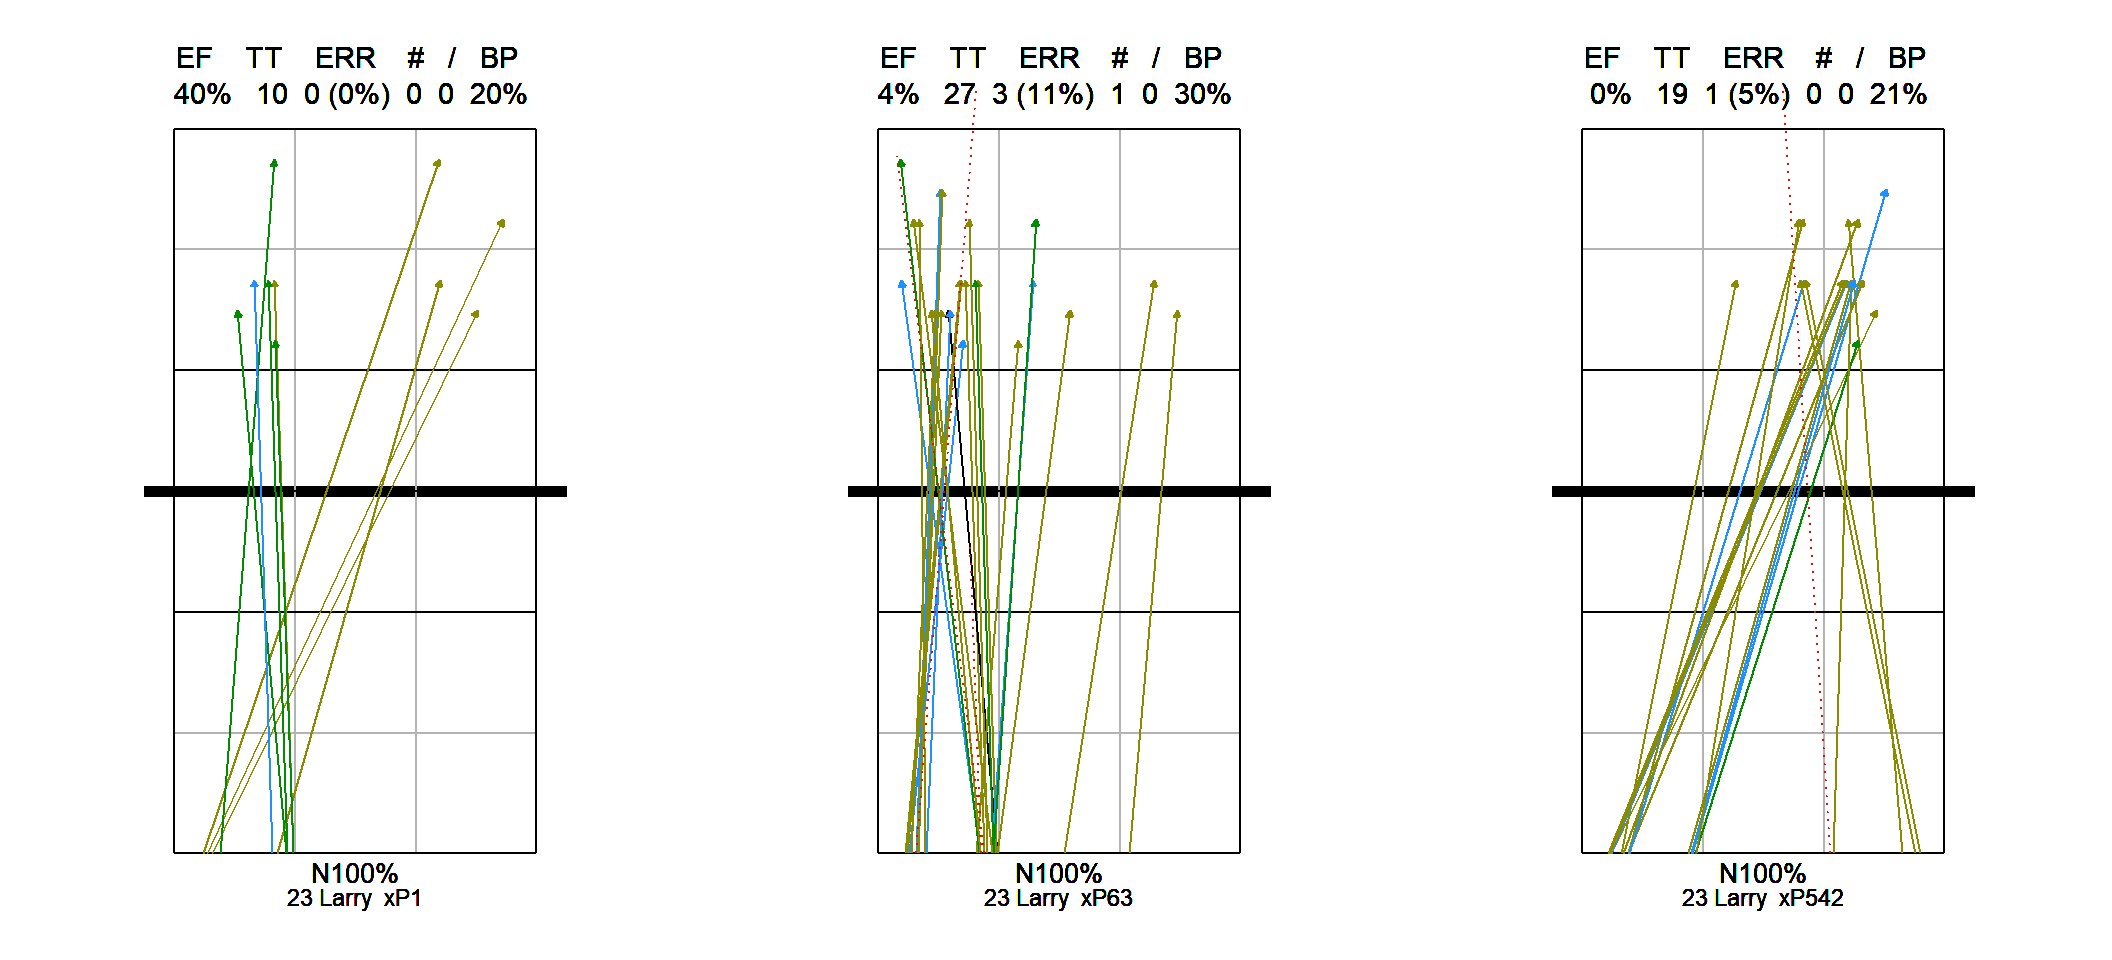 EF TT ERR # / BP
40% 10 0 (0%) 0 0 20%
N100%
23 Larry xP1
EF TT ERR # / BP
4% 27 3 (11%) 1 0 30%
N100%
23 Larry xP63
EF TT ERR # / BP
0% 19 1 (5%) 0 0 21%
N100%
23 Larry xP542